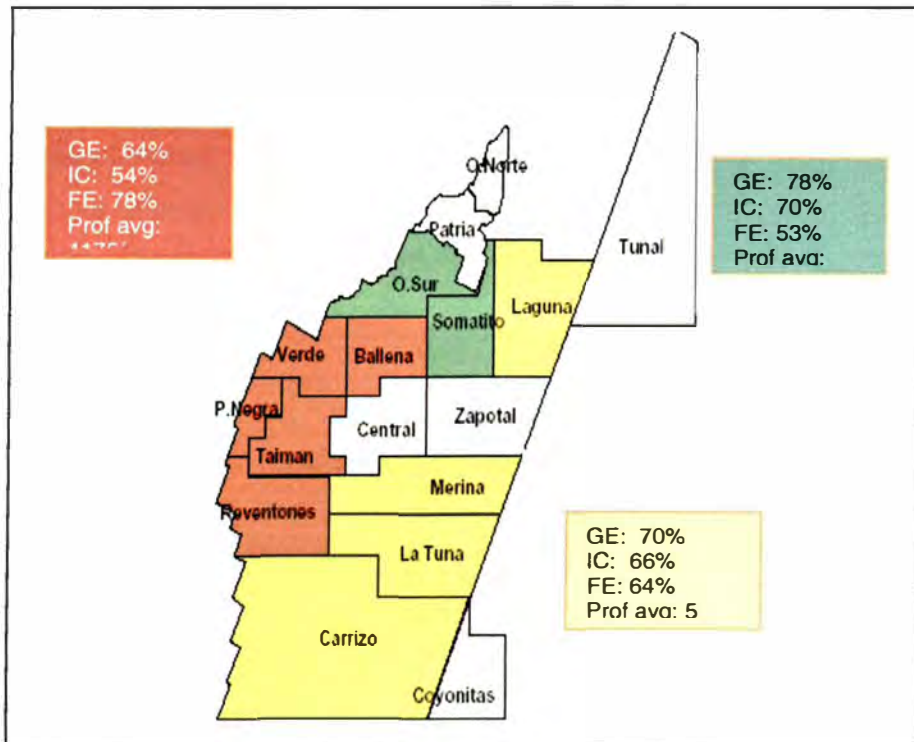 GE: 64%
IC: 54%
FE: 78%
Prof avg:
O.Norte
GE: 78%
IC: 70%
FE: 53%
Prof avg:
Patria
Tunal
O.Sur
Laguna
Somatito
Verde
Ballena
P.Negra
Central
Zapotal
Taiman
Merina
Reventones
La Tuna
GE: 70%
IC: 66%
FE: 64%
Prof avg: 5
Carrizo
Coyonitas